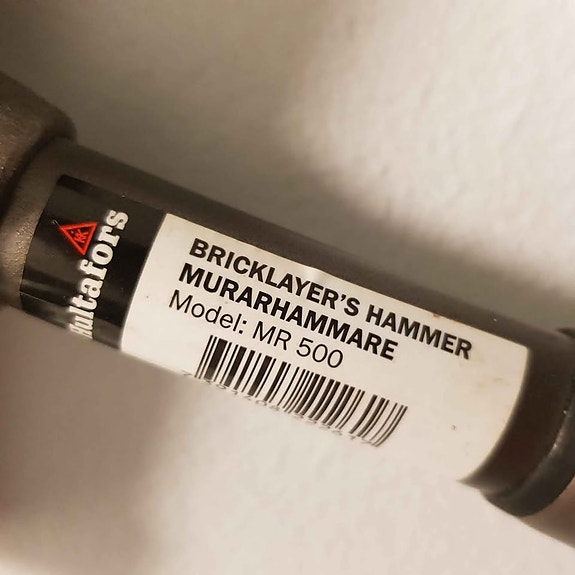 Hultafors
BRICKLAYER'S HAMMER
MURARHAMMARE
Model: MR 500